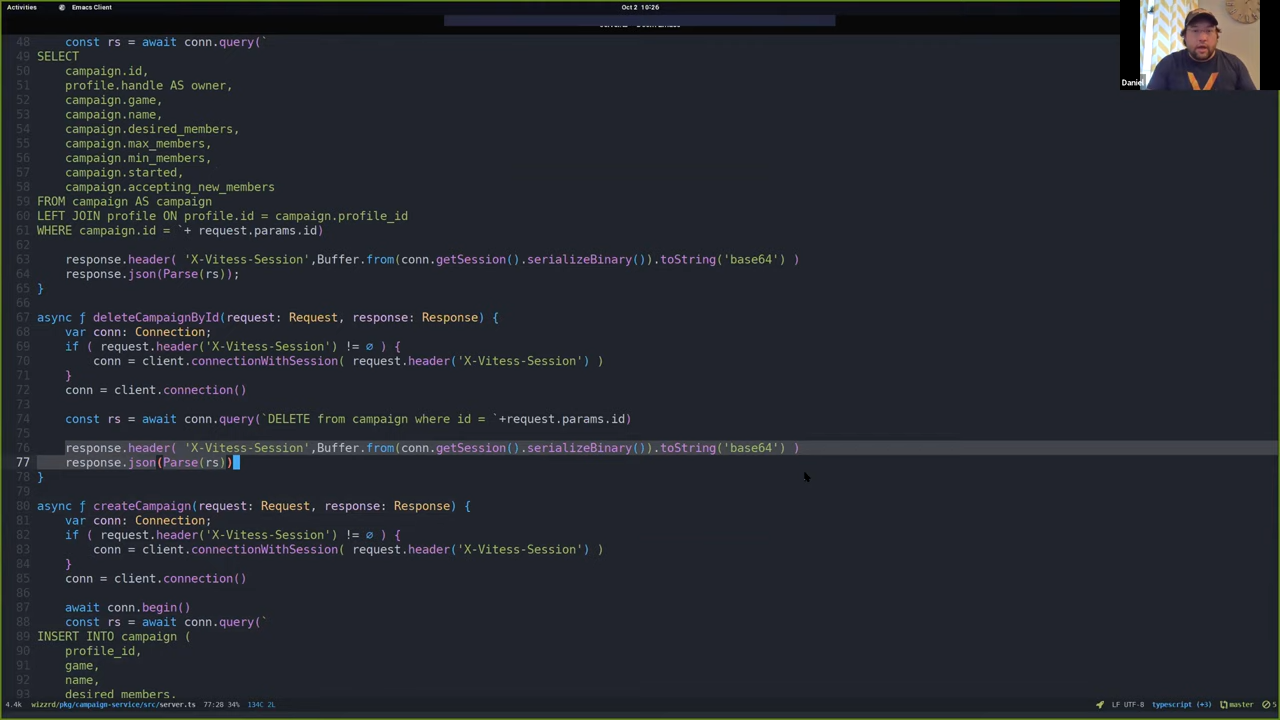 Activities Emacs Client Oct 2 10:26
Daniel
48 const rs = await conn.query(`
49 SELECT
50 campaign.id,
51 profile.handle AS owner,
52 campaign.game,
53 campaign.name,
54 campaign.desired_members,
55 campaign.max_members,
56 campaign.min_members,
57 campaign.started,
58 campaign.accepting_new_members
59 FROM campaign AS campaign
60 LEFT JOIN profile ON profile.id = campaign.profile_id
61 WHERE campaign.id = `+ request.params.id)
62
63 response.header( 'X-Vitess-Session',Buffer.from(conn.getSession().serializeBinary()).toString('base64') )
64 response.json(Parse(rs));
65 }
66
67 async ƒ deleteCampaignById(request: Request, response: Response) {
68 var conn: Connection;
69 if ( request.header('X-Vitess-Session') != ∅ ) {
70 conn = client.connectionWithSession( request.header('X-Vitess-Session') )
71 }
72 conn = client.connection()
73
74 const rs = await conn.query(`DELETE from campaign where id = `+request.params.id)
75
76 response.header( 'X-Vitess-Session',Buffer.from(conn.getSession().serializeBinary()).toString('base64') )
77 response.json(Parse(rs))
78 }
79
80 async ƒ createCampaign(request: Request, response: Response) {
81 var conn: Connection;
82 if ( request.header('X-Vitess-Session') != ∅ ) {
83 conn = client.connectionWithSession( request.header('X-Vitess-Session') )
84 }
85 conn = client.connection()
86
87 await conn.begin()
88 const rs = await conn.query(`
89 INSERT INTO campaign (
90 profile_id,
91 game,
92 name,
93 desired_members,
4.4k wizzrd/pkg/campaign-service/src/server.ts 77:28 34% 134C 2L LF UTF-8 typescript (+3) master 5